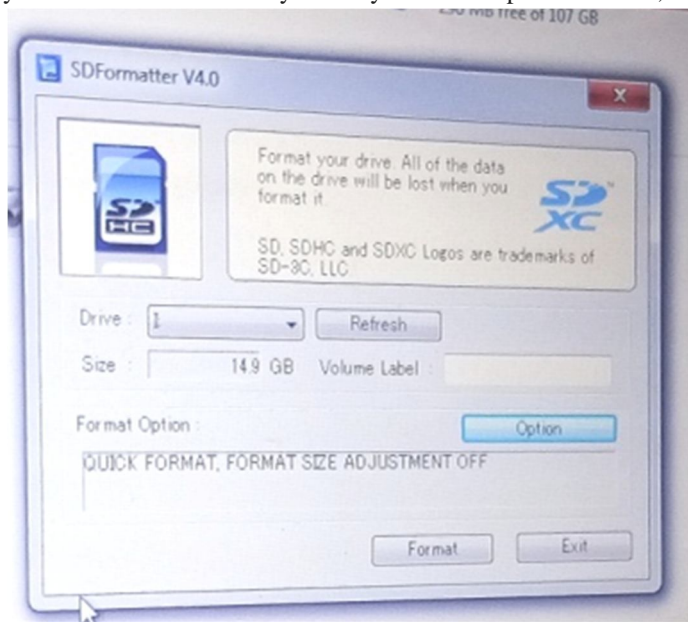 MB free of 107 GB
SDFormatter V4.0
Format your drive. All of the data
on the drive will be lost when you
format it.
SD, SDHC and SDXC Logos are trademarks of
SD-3C, LLC
SD
HC
SD
XC
Drive :
Refresh
Size :
14.9 GB
Volume Label :
Format Option :
Option
QUICK FORMAT, FORMAT SIZE ADJUSTMENT OFF
Format
Exit